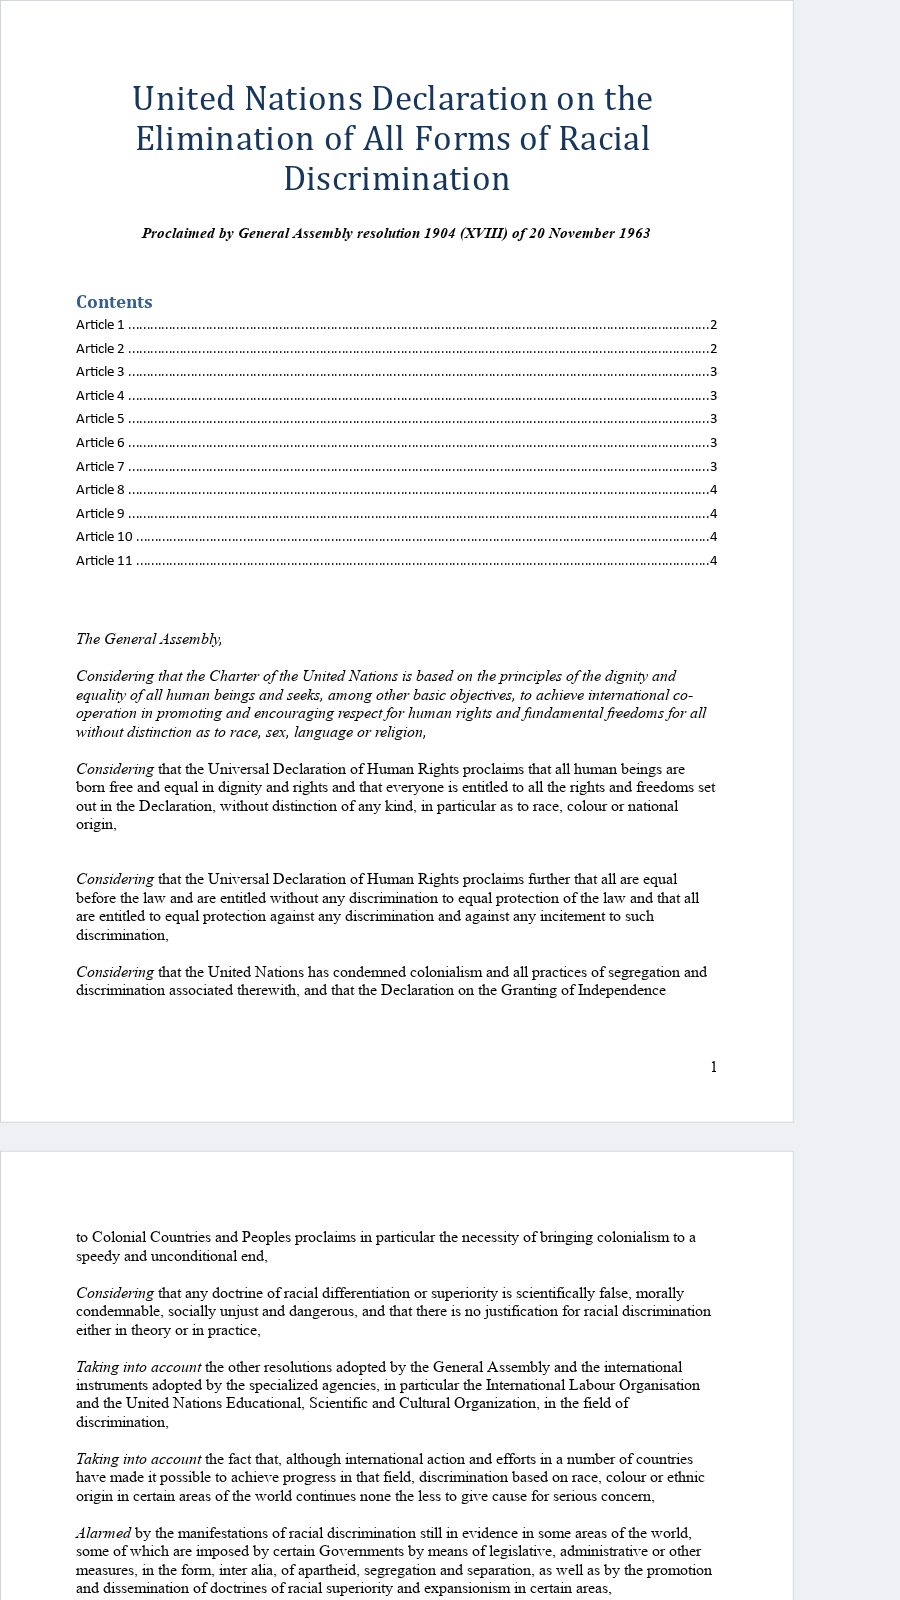 United Nations Declaration on the
Elimination of All Forms of Racial
Discrimination
Proclaimed by General Assembly resolution 1904 (XVIII) of 20 November 1963
Contents
Article 1 ........................................................................................................................................................2
Article 2 ........................................................................................................................................................2
Article 3 ........................................................................................................................................................3
Article 4 ........................................................................................................................................................3
Article 5 ........................................................................................................................................................3
Article 6 ........................................................................................................................................................3
Article 7 ........................................................................................................................................................3
Article 8 ........................................................................................................................................................4
Article 9 ........................................................................................................................................................4
Article 10 ......................................................................................................................................................4
Article 11 ......................................................................................................................................................4
The General Assembly,
Considering that the Charter of the United Nations is based on the principles of the dignity and
equality of all human beings and seeks, among other basic objectives, to achieve international co-
operation in promoting and encouraging respect for human rights and fundamental freedoms for all
without distinction as to race, sex, language or religion,
Considering that the Universal Declaration of Human Rights proclaims that all human beings are
born free and equal in dignity and rights and that everyone is entitled to all the rights and freedoms set
out in the Declaration, without distinction of any kind, in particular as to race, colour or national
origin,
Considering that the Universal Declaration of Human Rights proclaims further that all are equal
before the law and are entitled without any discrimination to equal protection of the law and that all
are entitled to equal protection against any discrimination and against any incitement to such
discrimination,
Considering that the United Nations has condemned colonialism and all practices of segregation and
discrimination associated therewith, and that the Declaration on the Granting of Independence
1
to Colonial Countries and Peoples proclaims in particular the necessity of bringing colonialism to a
speedy and unconditional end,
Considering that any doctrine of racial differentiation or superiority is scientifically false, morally
condemnable, socially unjust and dangerous, and that there is no justification for racial discrimination
either in theory or in practice,
Taking into account the other resolutions adopted by the General Assembly and the international
instruments adopted by the specialized agencies, in particular the International Labour Organisation
and the United Nations Educational, Scientific and Cultural Organization, in the field of
discrimination,
Taking into account the fact that, although international action and efforts in a number of countries
have made it possible to achieve progress in that field, discrimination based on race, colour or ethnic
origin in certain areas of the world continues none the less to give cause for serious concern,
Alarmed by the manifestations of racial discrimination still in evidence in some areas of the world,
some of which are imposed by certain Governments by means of legislative, administrative or other
measures, in the form, inter alia, of apartheid, segregation and separation, as well as by the promotion
and dissemination of doctrines of racial superiority and expansionism in certain areas,